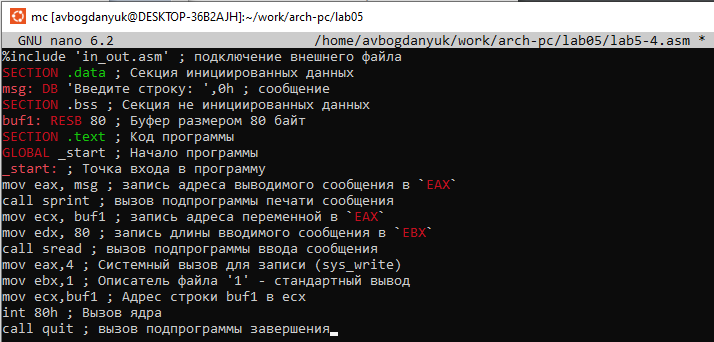 mc [avbogdanyuk@DESKTOP-36B2AJH]:~/work/arch-pc/lab05
GNU nano 6.2 /home/avbogdanyuk/work/arch-pc/lab05/lab5-4.asm *
%include 'in_out.asm' ; подключение внешнего файла
SECTION .data ; Секция инициированных данных
msg: DB 'Введите строку: ',0h ; сообщение
SECTION .bss ; Секция не инициированных данных
buf1: RESB 80 ; Буфер размером 80 байт
SECTION .text ; Код программы
GLOBAL _start ; Начало программы
_start: ; Точка входа в программу
mov eax, msg ; запись адреса выводимого сообщения в `EAX`
call sprint ; вызов подпрограммы печати сообщения
mov ecx, buf1 ; запись адреса переменной в `EAX`
mov edx, 80 ; запись длины вводимого сообщения в `EBX`
call sread ; вызов подпрограммы ввода сообщения
mov eax,4 ; Системный вызов для записи (sys_write)
mov ebx,1 ; Описатель файла '1' - стандартный вывод
mov ecx,buf1 ; Адрес строки buf1 в ecx
int 80h ; Вызов ядра
call quit ; вызов подпрограммы завершения